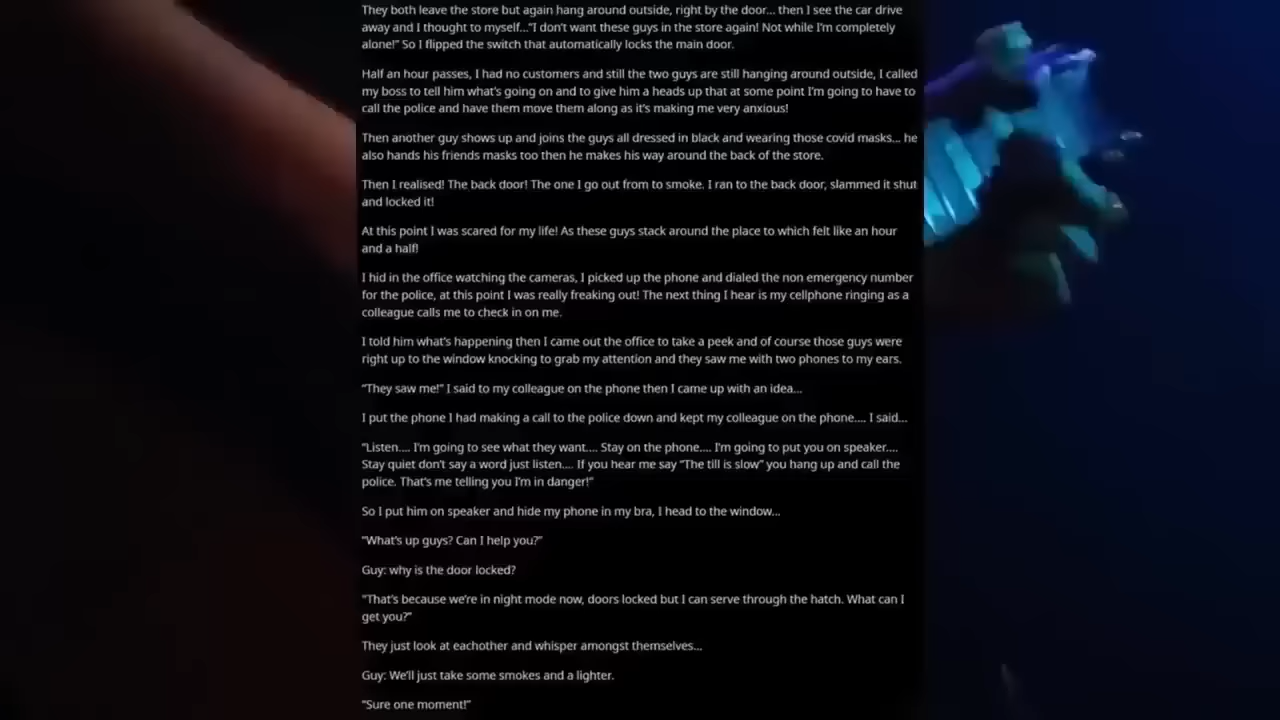 They both leave the store but again hang around outside, right by the door... then I see the car drive
away and I thought to myself..."I don't want these guys in the store again! Not while I'm completely
alone!" So I flipped the switch that automatically locks the main door.
Half an hour passes, I had no customers and still the two guys are still hanging around outside, I called
my boss to tell him what's going on and to give him a heads up that at some point I'm going to have to
call the police and have them move them along as it's making me very anxious!
Then another guy shows up and joins the guys all dressed in black and wearing those covid masks... he
also hands his friends masks too then he makes his way around the back of the store.
Then I realised! The back door! The one I go out from to smoke. I ran to the back door, slammed it shut
and locked it!
At this point I was scared for my life! As these guys stack around the place to which felt like an hour
and a half!
I hid in the office watching the cameras, I picked up the phone and dialed the non emergency number
for the police, at this point I was really freaking out! The next thing I hear is my cellphone ringing as a
colleague calls me to check in on me.
I told him what's happening then I came out the office to take a peek and of course those guys were
right up to the window knocking to grab my attention and they saw me with two phones to my ears.
"They saw me!" I said to my colleague on the phone then I came up with an idea...
I put the phone I had making a call to the police down and kept my colleague on the phone.... I said...
"Listen.... I'm going to see what they want.... Stay on the phone.... I'm going to put you on speaker....
Stay quiet don't say a word just listen.... If you hear me say "The till is slow" you hang up and call the
police. That's me telling you I'm in danger!"
So I put him on speaker and hide my phone in my bra, I head to the window...
"What's up guys? Can I help you?"
Guy: why is the door locked?
"That's because we're in night mode now, doors locked but I can serve through the hatch. What can I
get you?"
They just look at eachother and whisper amongst themselves...
Guy: We'll just take some smokes and a lighter.
"Sure one moment!"